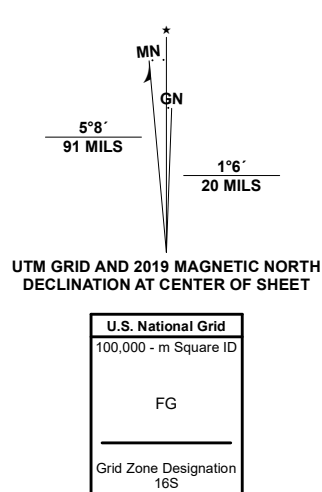 MN
GN
5°8´
91 MILS
1°6´
20 MILS
UTM GRID AND 2019 MAGNETIC NORTH
DECLINATION AT CENTER OF SHEET
U.S. National Grid
100,000 - m Square ID
FG
Grid Zone Designation
16S